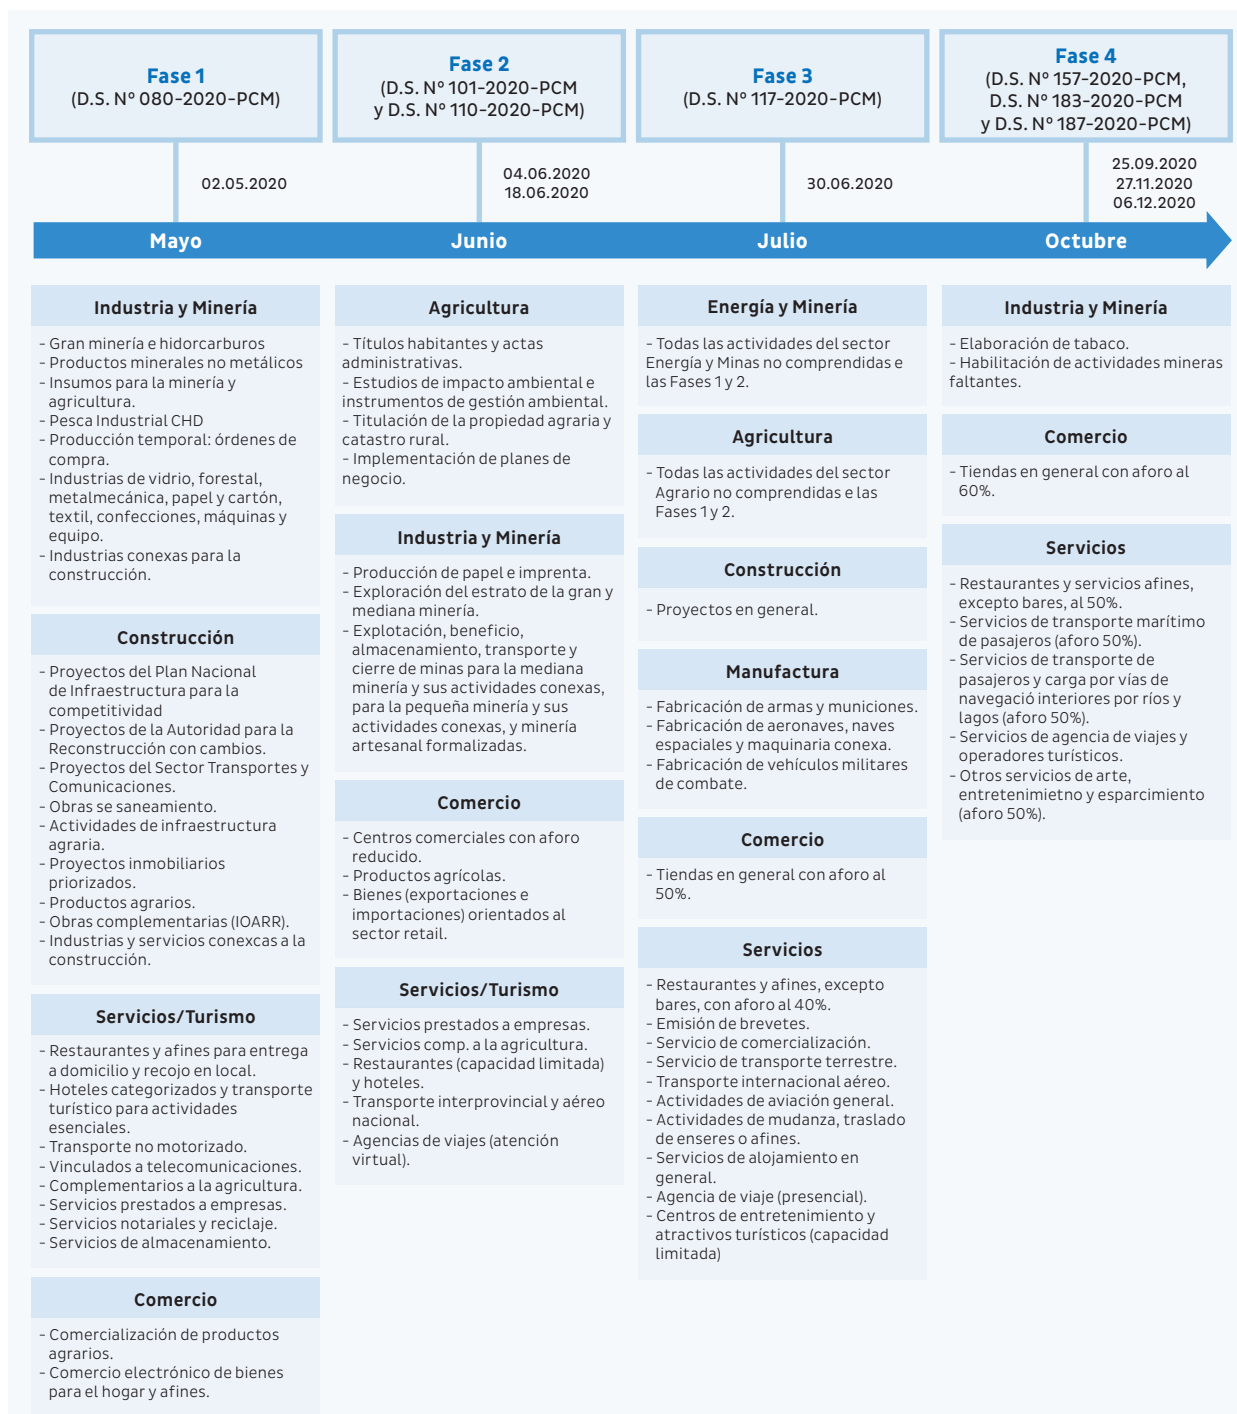 Fase 1
(D.S. Nº 080-2020-PCM)
Fase 2
(D.S. Nº 101-2020-PCM
y D.S. Nº 110-2020-PCM)
Fase 3
(D.S. Nº 117-2020-PCM)
Fase 4
(D.S. Nº 157-2020-PCM,
D.S. Nº 183-2020-PCM
y D.S. Nº 187-2020-PCM)
02.05.2020
04.06.2020
18.06.2020
30.06.2020
25.09.2020
27.11.2020
06.12.2020
Mayo
Junio
Julio
Octubre
Industria y Minería
- Gran minería e hidorcarburos
- Productos minerales no metálicos
- Insumos para la minería y
agricultura.
- Pesca Industrial CHD
- Producción temporal: órdenes de
compra.
- Industrias de vidrio, forestal,
metalmecánica, papel y cartón,
textil, confecciones, máquinas y
equipo.
- Industrias conexas para la
construcción.
Construcción
- Proyectos del Plan Nacional
de Infraestructura para la
competitividad
- Proyectos de la Autoridad para la
Reconstrucción con cambios.
- Proyectos del Sector Transportes y
Comunicaciones.
- Obras se saneamiento.
- Actividades de infraestructura
agraria.
- Proyectos inmobiliarios
priorizados.
- Productos agrarios.
- Obras complementarias (IOARR).
- Industrias y servicios conexcas a la
construcción.
Servicios/Turismo
- Restaurantes y afines para entrega
a domicilio y recojo en local.
- Hoteles categorizados y transporte
turístico para actividades
esenciales.
- Transporte no motorizado.
- Vinculados a telecomunicaciones.
- Complementarios a la agricultura.
- Servicios prestados a empresas.
- Servicios notariales y reciclaje.
- Servicios de almacenamiento.
Comercio
- Comercialización de productos
agrarios.
- Comercio electrónico de bienes
para el hogar y afines.
Agricultura
- Títulos habitantes y actas
administrativas.
- Estudios de impacto ambiental e
instrumentos de gestión ambiental.
- Titulación de la propiedad agraria y
catastro rural.
- Implementación de planes de
negocio.
Industria y Minería
- Producción de papel e imprenta.
- Exploración del estrato de la gran y
mediana minería.
- Explotación, beneficio,
almacenamiento, transporte y
cierre de minas para la mediana
minería y sus actividades conexas,
para la pequeña minería y sus
actividades conexas, y minería
artesanal formalizadas.
Comercio
- Centros comerciales con aforo
reducido.
- Productos agrícolas.
- Bienes (exportaciones e
importaciones) orientados al
sector retail.
Servicios/Turismo
- Servicios prestados a empresas.
- Servicios comp. a la agricultura.
- Restaurantes (capacidad limitada)
y hoteles.
- Transporte interprovincial y aéreo
nacional.
- Agencias de viajes (atención
virtual).
Energía y Minería
- Todas las actividades del sector
Energía y Minas no comprendidas e
las Fases 1 y 2.
Agricultura
- Todas las actividades del sector
Agrario no comprendidas e las
Fases 1 y 2.
Construcción
- Proyectos en general.
Manufactura
- Fabricación de armas y municiones.
- Fabricación de aeronaves, naves
espaciales y maquinaria conexa.
- Fabricación de vehículos militares
de combate.
Comercio
- Tiendas en general con aforo al
50%.
Servicios
- Restaurantes y afines, excepto
bares, con aforo al 40%.
- Emisión de brevetes.
- Servicio de comercialización.
- Servicio de transporte terrestre.
- Transporte internacional aéreo.
- Actividades de aviación general.
- Actividades de mudanza, traslado
de enseres o afines.
- Servicios de alojamiento en
general.
- Agencia de viaje (presencial).
- Centros de entretenimiento y
atractivos turísticos (capacidad
limitada)
Industria y Minería
- Elaboración de tabaco.
- Habilitación de actividades mineras
faltantes.
Comercio
- Tiendas en general con aforo al
60%.
Servicios
- Restaurantes y servicios afines,
excepto bares, al 50%.
- Servicios de transporte marítimo
de pasajeros (aforo 50%).
- Servicios de transporte de
pasajeros y carga por vías de
navegació interiores por ríos y
lagos (aforo 50%).
- Servicios de agencia de viajes y
operadores turísticos.
- Otros servicios de arte,
entretenimietno y esparcimiento
(aforo 50%).